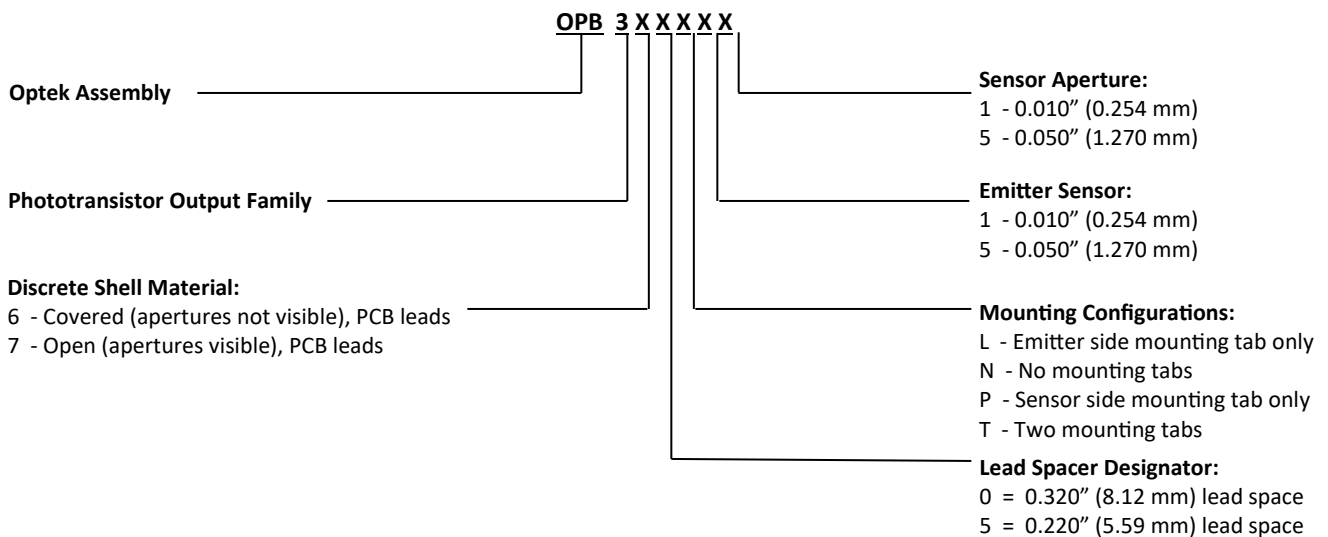 OPB 3 X X X X X
Optek Assembly
Phototransistor Output Family
Discrete Shell Material:
6 - Covered (apertures not visible), PCB leads
7 - Open (apertures visible), PCB leads
Sensor Aperture:
1 - 0.010” (0.254 mm)
5 - 0.050” (1.270 mm)
Emitter Sensor:
1 - 0.010” (0.254 mm)
5 - 0.050” (1.270 mm)
Mounting Configurations:
L - Emitter side mounting tab only
N - No mounting tabs
P - Sensor side mounting tab only
T - Two mounting tabs
Lead Spacer Designator:
0 = 0.320” (8.12 mm) lead space
5 = 0.220” (5.59 mm) lead space